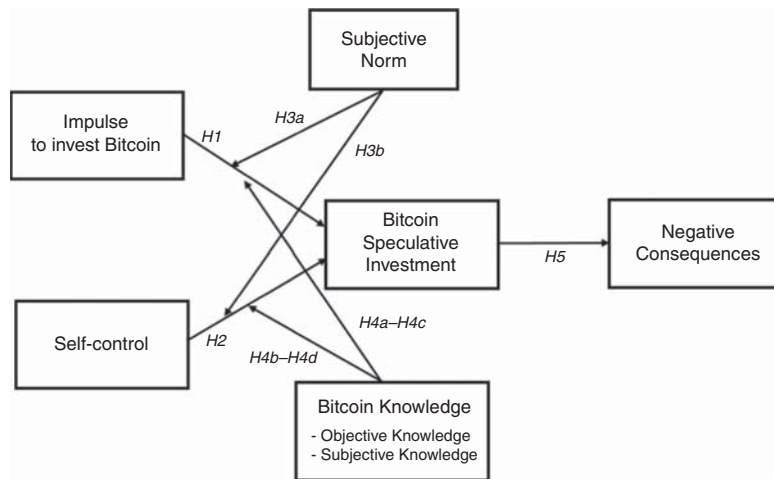 Subjective
Norm
Impulse
to invest Bitcoin
H1
H3a
H3b
Bitcoin
Speculative
Investment
H5
Negative
Consequences
Self-control
H2
H4a–H4c
H4b–H4d
Bitcoin Knowledge
- Objective Knowledge
- Subjective Knowledge